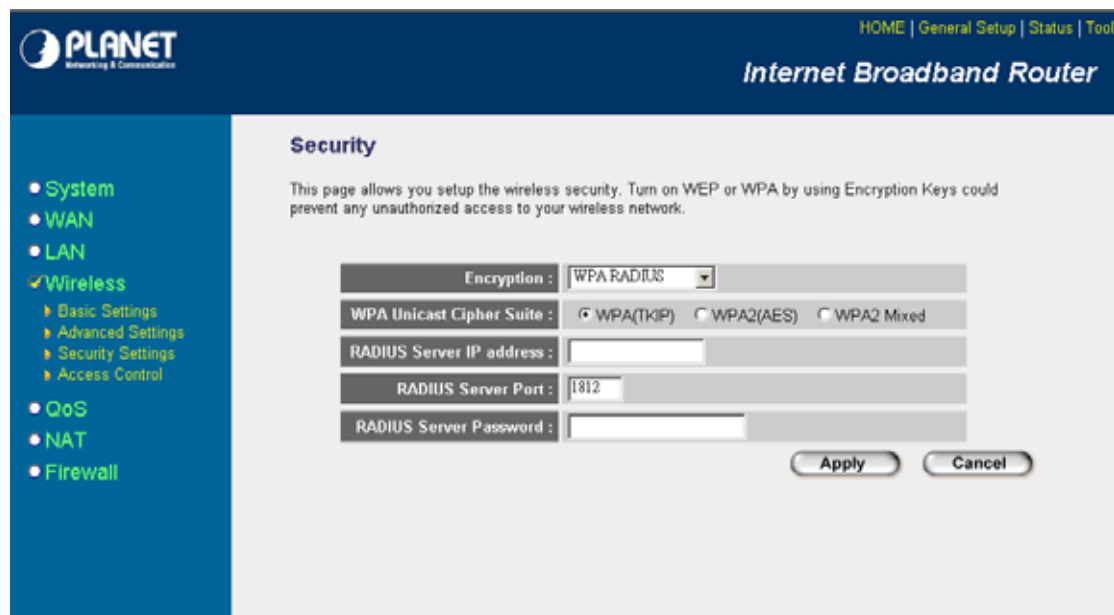 PLANET
Networking & Communication
HOME | General Setup | Status | Tool
Internet Broadband Router
System
WAN
LAN
Wireless
Basic Settings
Advanced Settings
Security Settings
Access Control
QoS
NAT
Firewall
Security
This page allows you setup the wireless security. Turn on WEP or WPA by using Encryption Keys could
prevent any unauthorized access to your wireless network.
Encryption : WPA RADIUS
WPA Unicast Cipher Suite : WPA(TKIP) WPA2(AES) WPA2 Mixed
RADIUS Server IP address :
RADIUS Server Port : 1812
RADIUS Server Password :
Apply Cancel